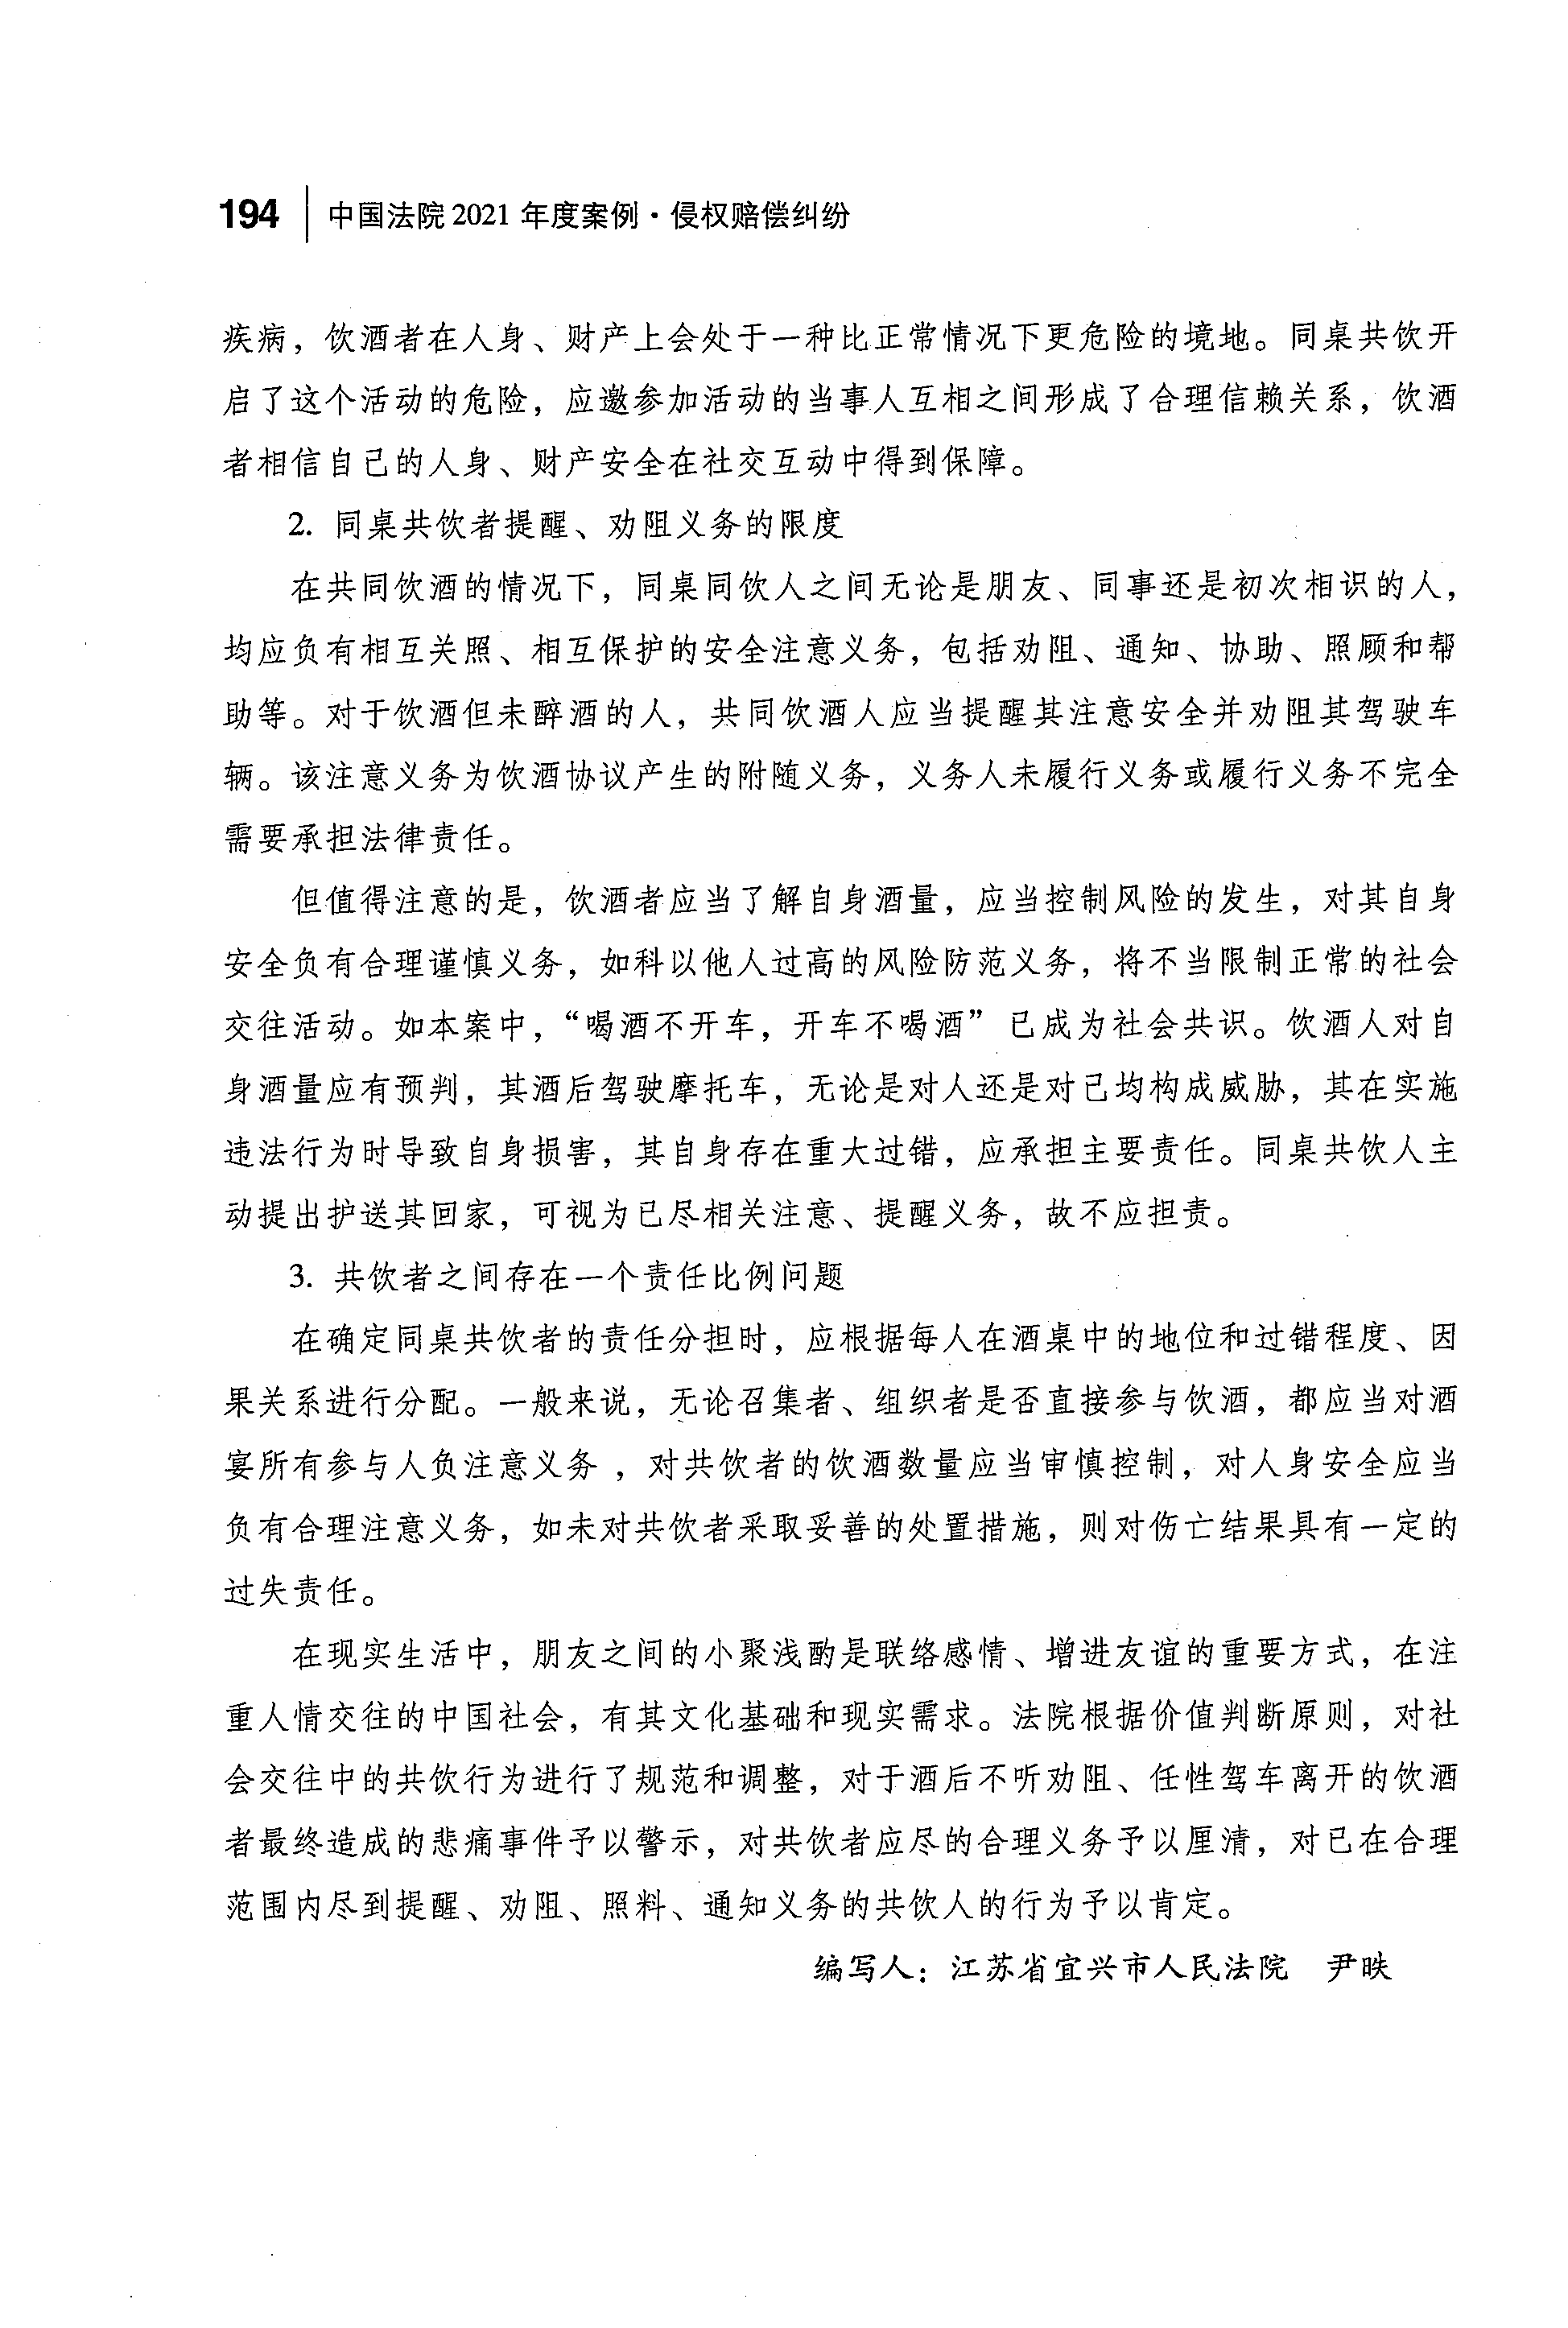 194 中国法院 2021 年度案例·侵权赔偿纠纷
疾病，饮酒者在人身、财产上会处于一种比正常情况下更危险的境地。同桌共饮开
启了这个活动的危险，应邀参加活动的当事人互相之间形成了合理信赖关系，饮酒
者相信自己的人身、财产安全在社交互动中得到保障。
2. 同桌共饮者提醒、劝阻义务的限度
在共同饮酒的情况下，同桌同饮人之间无论是朋友、同事还是初次相识的人，
均应负有相互关照、相互保护的安全注意义务，包括劝阻、通知、协助、照顾和帮
助等。对于饮酒但未醉酒的人，共同饮酒人应当提醒其注意安全并劝阻其驾驶车
辆。该注意义务为饮酒协议产生的附随义务，义务人未履行义务或履行义务不完全
需要承担法律责任。
但值得注意的是，饮酒者应当了解自身酒量，应当控制风险的发生，对其自身
安全负有合理谨慎义务，如科以他人过高的风险防范义务，将不当限制正常的社会
交往活动。如本案中，“喝酒不开车，开车不喝酒”已成为社会共识。饮酒人对自
身酒量应有预判，其酒后驾驶摩托车，无论是对人还是对己均构成威胁，其在实施
违法行为时导致自身损害，其自身存在重大过错，应承担主要责任。同桌共饮人主
动提出护送其回家，可视为已尽相关注意、提醒义务，故不应担责。
3. 共饮者之间存在一个责任比例问题
在确定同桌共饮者的责任分担时，应根据每人在酒桌中的地位和过错程度、因
果关系进行分配。一般来说，无论召集者、组织者是否直接参与饮酒，都应当对酒
宴所有参与人负注意义务，对共饮者的饮酒数量应当审慎控制，对人身安全应当
负有合理注意义务，如未对共饮者采取妥善的处置措施，则对伤亡结果具有一定的
过失责任。
在现实生活中，朋友之间的小聚浅酌是联络感情、增进友谊的重要方式，在注
重人情交往的中国社会，有其文化基础和现实需求。法院根据价值判断原则，对社
会交往中的共饮行为进行了规范和调整，对于酒后不听劝阻、任性驾车离开的饮酒
者最终造成的悲痛事件予以警示，对共饮者应尽的合理义务予以厘清，对已在合理
范围内尽到提醒、劝阻、照料、通知义务的共饮人的行为予以肯定。
编写人：江苏省宜兴市人民法院 尹昳